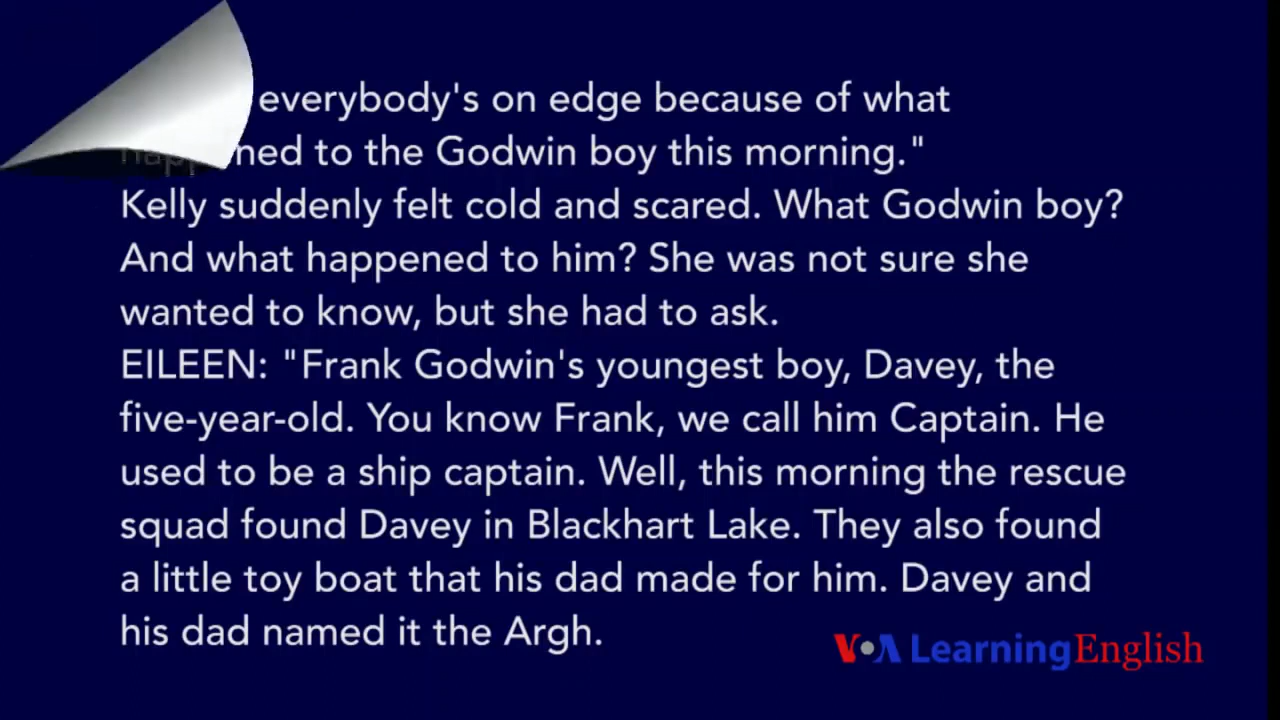 everybody's on edge because of what
happened to the Godwin boy this morning."
Kelly suddenly felt cold and scared. What Godwin boy?
And what happened to him? She was not sure she
wanted to know, but she had to ask.
EILEEN: "Frank Godwin's youngest boy, Davey, the
five-year-old. You know Frank, we call him Captain. He
used to be a ship captain. Well, this morning the rescue
squad found Davey in Blackhart Lake. They also found
a little toy boat that his dad made for him. Davey and
his dad named it the Argh.
VOA Learning English